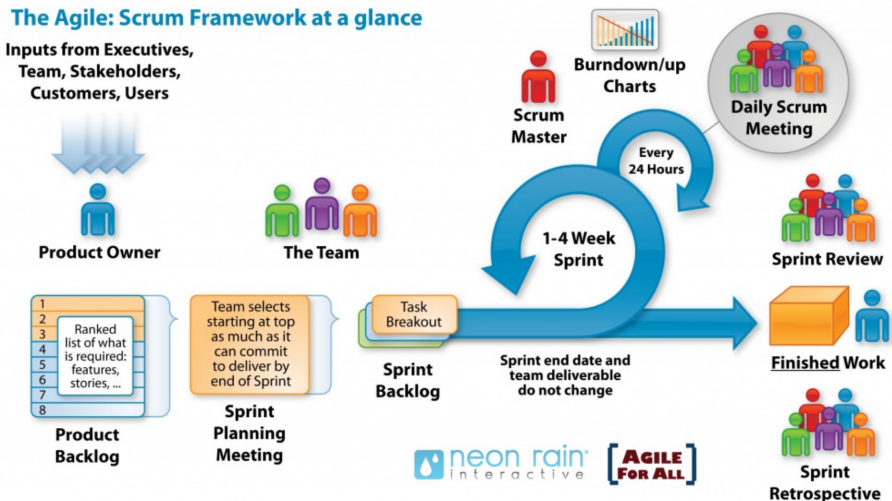 The Agile: Scrum Framework at a glance
Inputs from Executives,
Team, Stakeholders,
Customers, Users
Product Owner
The Team
Scrum
Master
Burndown/up
Charts
Daily Scrum
Meeting
Every
24 Hours
1-4 Week
Sprint
Sprint Review
1
2
3
4
5
6
7
8
Ranked
list of what
is required:
features,
stories, ...
Product
Backlog
Team selects
starting at top
as much as it
can commit
to deliver by
end of Sprint
Sprint
Planning
Meeting
Task
Breakout
Sprint
Backlog
Sprint end date and
team deliverable
do not change
Finished Work
Sprint
Retrospective
neon rain
interactive
AGILE
FOR ALL